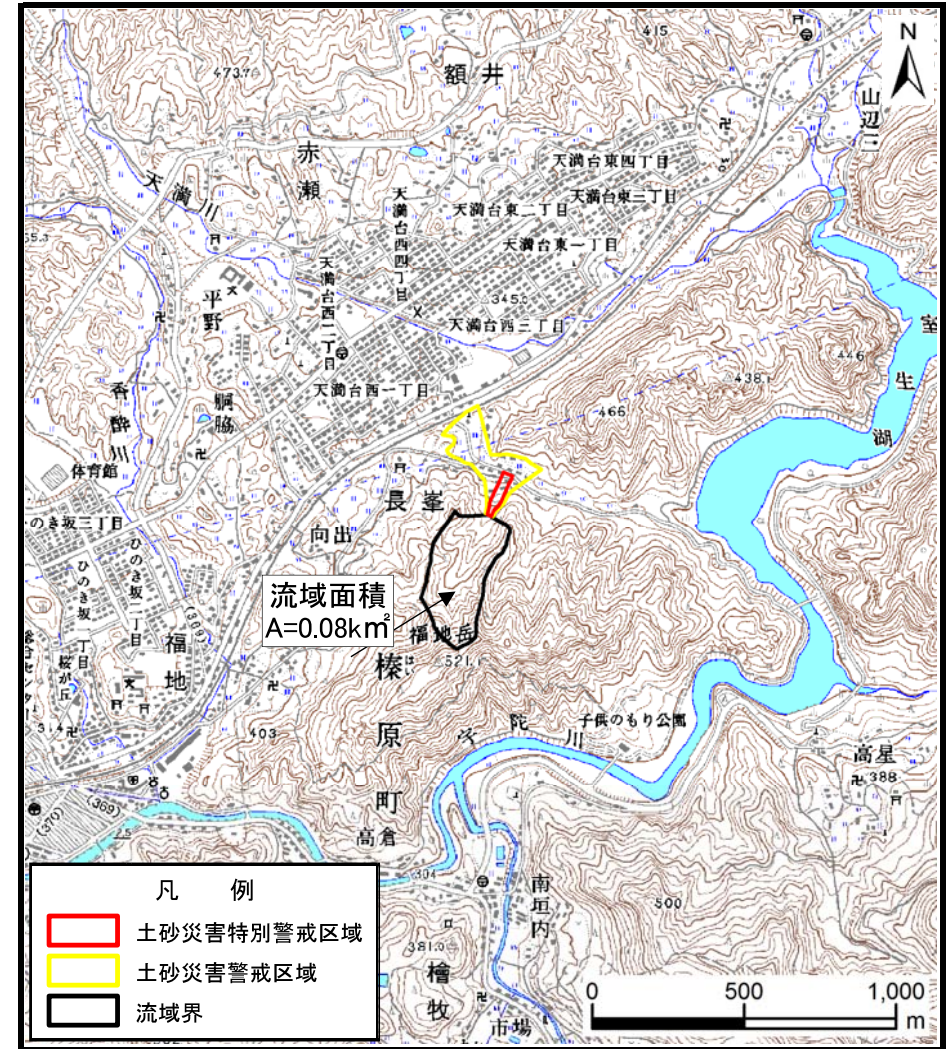 N
415
473.7
額井
山辺三
赤瀬
天満台東四丁目
天満川
天満台東三丁目
天満台東二丁目
天満台西四丁目
天満台東一丁目
天満台西二丁目
平野
345.0
天満台西三丁目
室生湖
446
438.1
天満台西一丁目
466
香酔川
胴脇
体育館
長峯
ひのき坂三丁目
向出
ひのき坂二丁目
ひのき坂一丁目
流域面積
A=0.08k㎡
(369)
福地岳
福地
521.1
桜が丘
はい
榛原町
314
403
子供のもり公園
川
高星
388
(370)
(369)
高倉
304
南垣内
500
381.0
檜牧
市場
凡例
土砂災害特別警戒区域
土砂災害警戒区域
流域界
0 500 1,000
m